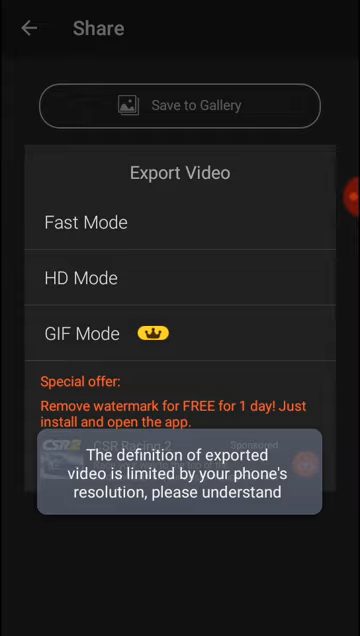 Share
Save to Gallery
Export Video
Fast Mode
HD Mode
GIF Mode
Special offer:
Remove watermark for FREE for 1 day! Just
install and open the app.
CSR2
CSR Racing 2
Sponsored
The definition of exported
video is limited by your phone's
resolution, please understand